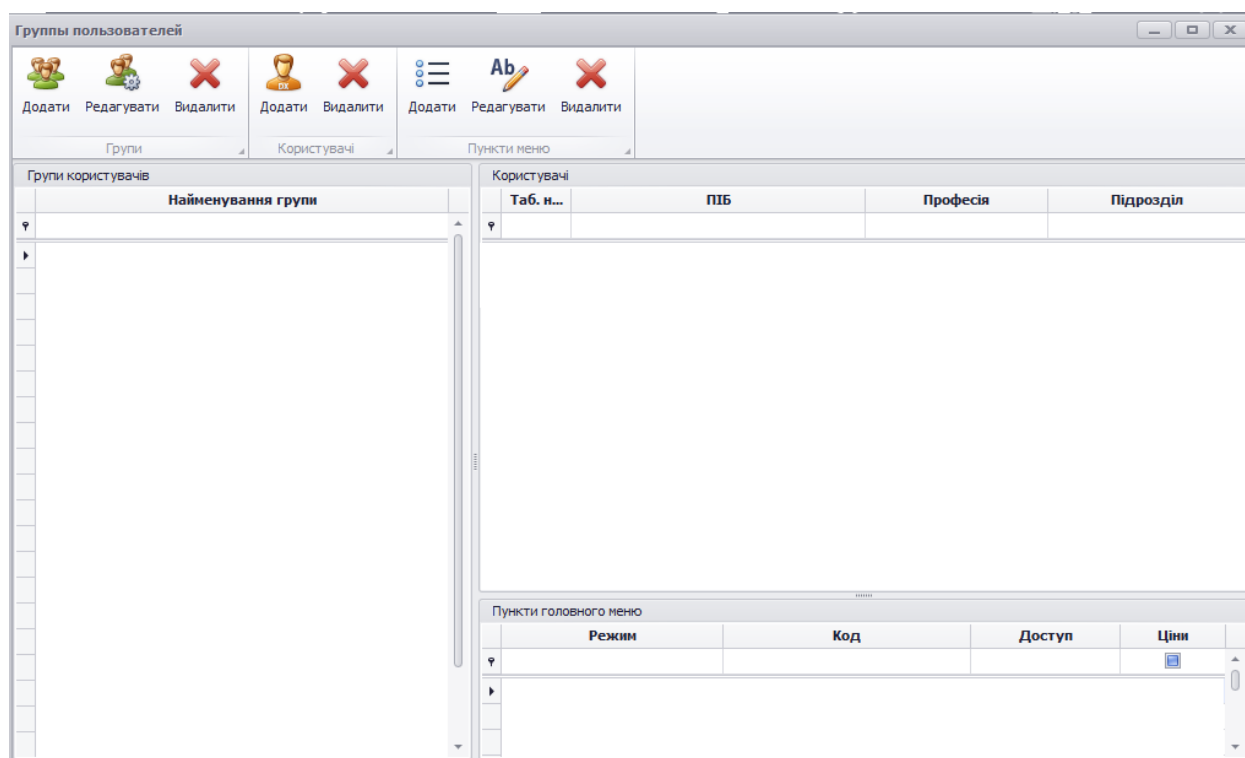 Группы пользователей
Додати Редагувати Видалити Додати Видалити Додати Редагувати Видалити
Групи Користувачі Пункти меню
Групи користувачів
Найменування групи
Користувачі
Таб. н... ПІБ Професія Підрозділ
Пункти головного меню
Режим Код Доступ Ціни